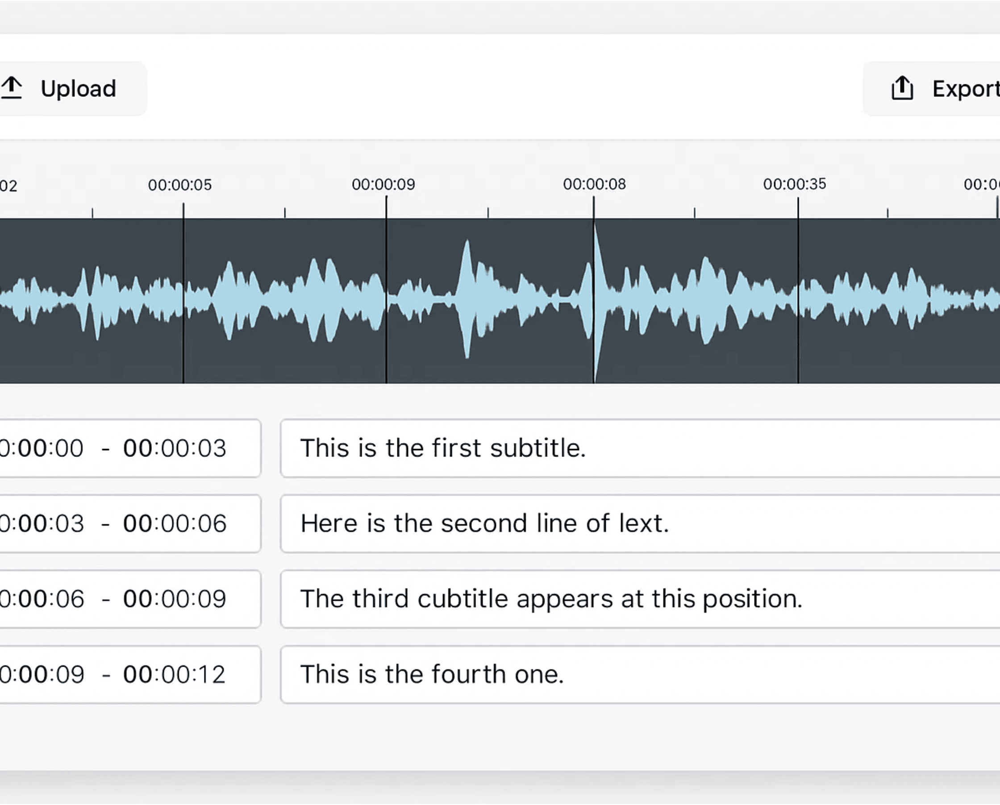 Upload Export
02 00:00:05 00:00:09 00:00:08 00:00:35 00:0
0:00:00 - 00:00:03 This is the first subtitle.
0:00:03 - 00:00:06 Here is the second line of lext.
0:00:06 - 00:00:09 The third cubtitle appears at this position.
0:00:09 - 00:00:12 This is the fourth one.